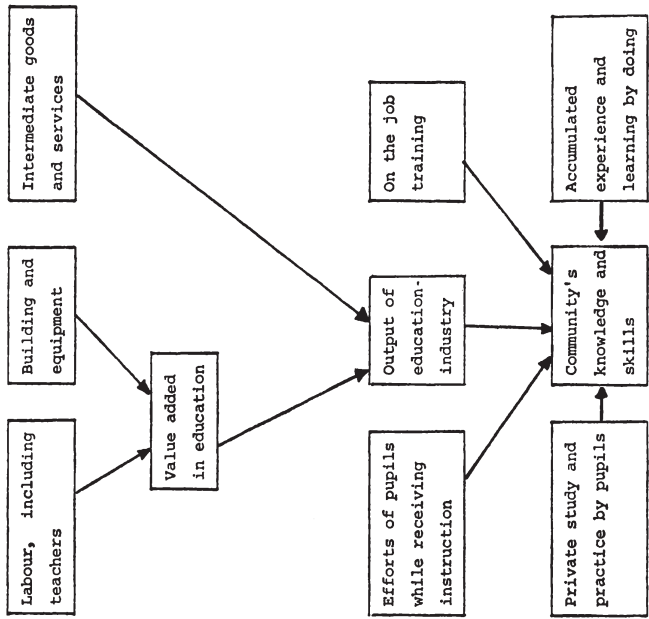 Labour, including
teachers
Building and
equipment
Intermediate goods
and services
Value added
in education
Efforts of pupils
while receiving
instruction
Output of
education-
industry
On the job
training
Private study and
practice by pupils
Community's
knowledge and
skills
Accumulated
experience and
learning by doing